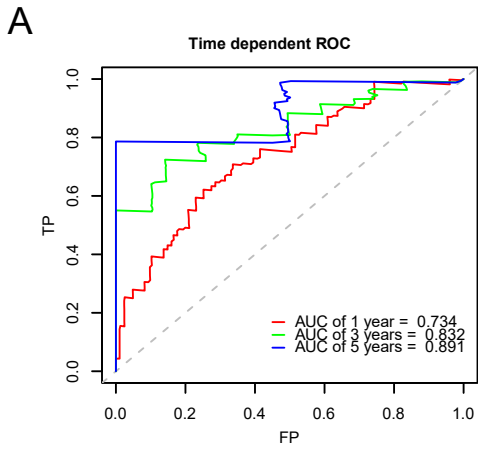 A
Time dependent ROC
TP
1.0
0.8
0.6
0.4
0.2
0.0
AUC of 1 year = 0.734
AUC of 3 years = 0.832
AUC of 5 years = 0.891
0.0 0.2 0.4 0.6 0.8 1.0
FP